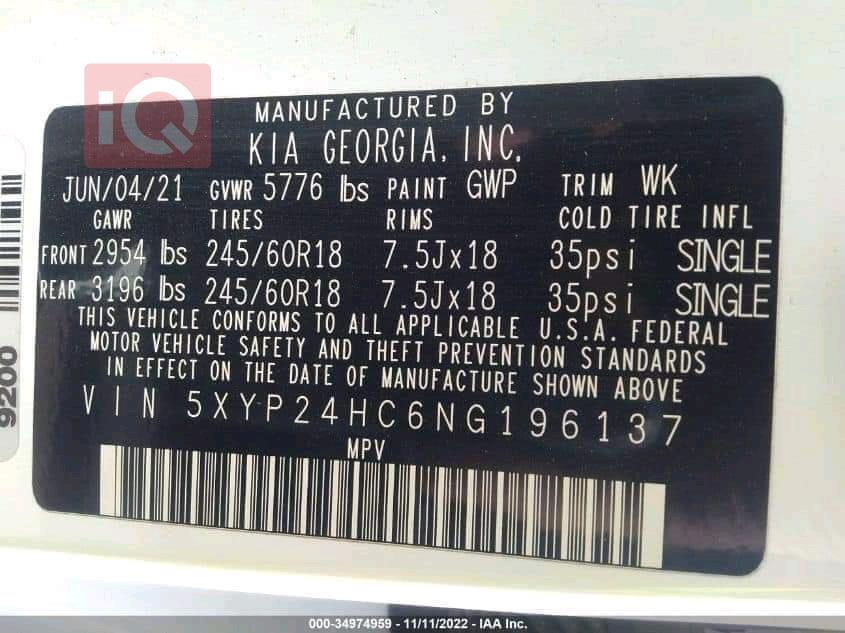 iQ
MANUFACTURED BY
KIA GEORGIA, INC.
JUN/04/21 GVWR 5776 lbs PAINT GWP TRIM WK
GAWR TIRES RIMS COLD TIRE INFL
FRONT 2954 lbs 245/60R18 7.5Jx18 35psi SINGLE
REAR 3196 lbs 245/60R18 7.5Jx18 35psi SINGLE
THIS VEHICLE CONFORMS TO ALL APPLICABLE U.S.A. FEDERAL
MOTOR VEHICLE SAFETY AND THEFT PREVENTION STANDARDS
IN EFFECT ON THE DATE OF MANUFACTURE SHOWN ABOVE
VIN 5XYP24HC6NG196137
MPV
9200
000-34974959 - 11/11/2022 - IAA Inc.